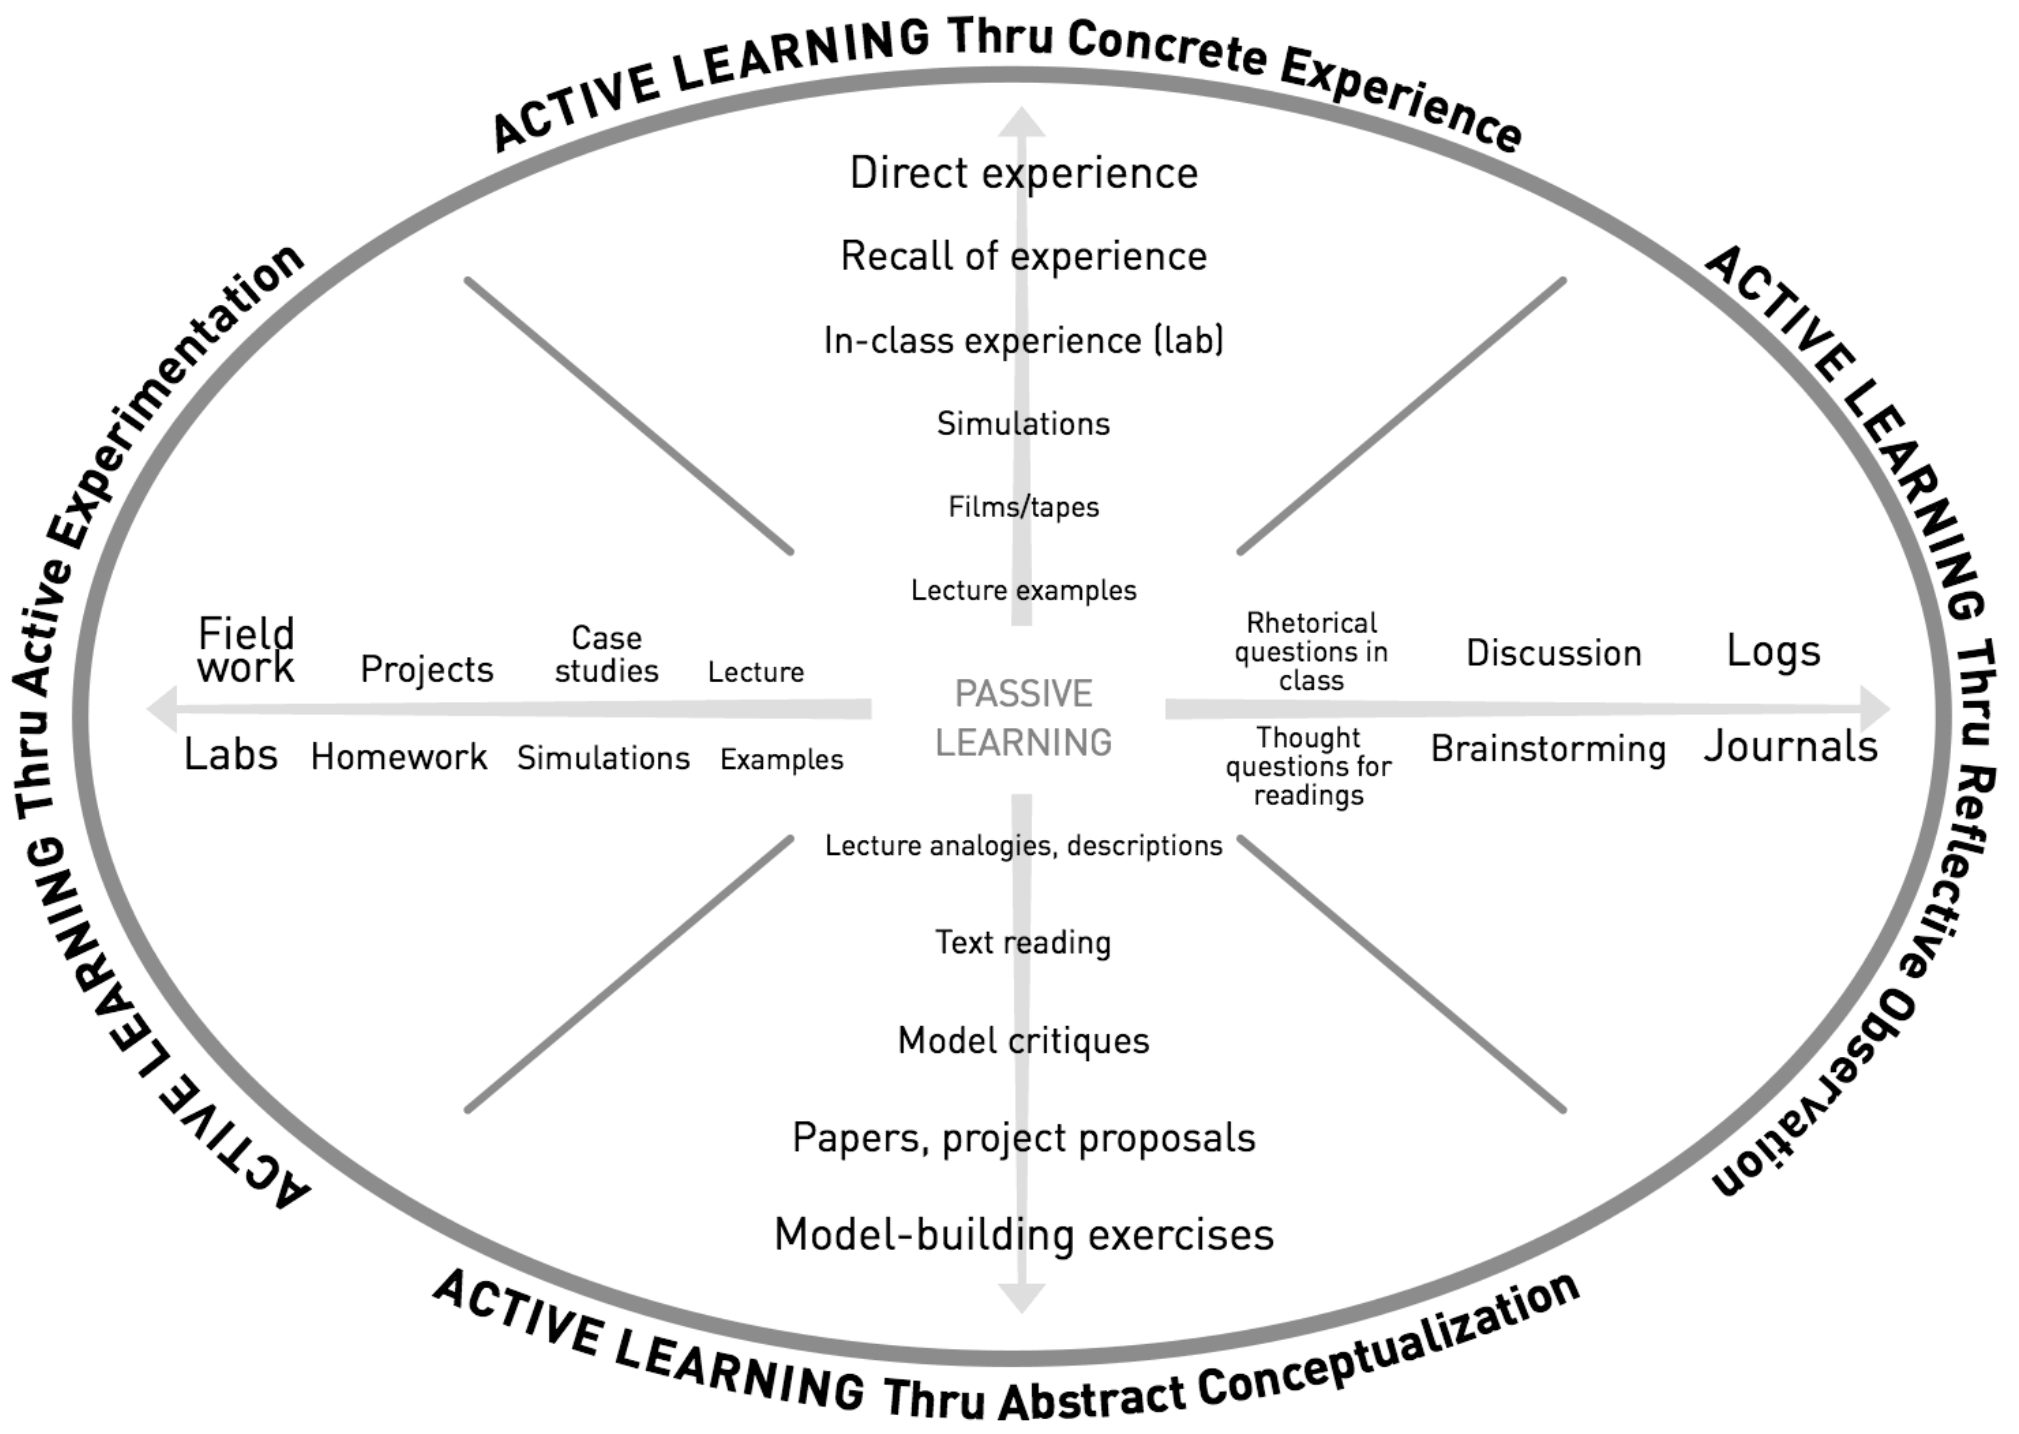 ACTIVE LEARNING Thru Concrete Experience
Direct experience
Recall of experience
In-class experience (lab)
Simulations
Films/tapes
Lecture examples
ACTIVE LEARNING Thru Active Experimentation
Field
work
Projects
Case
studies
Lecture
Labs
Homework
Simulations
Examples
PASSIVE
LEARNING
Rhetorical
questions in
class
Discussion
Logs
Thought
questions for
readings
Brainstorming
Journals
ACTIVE LEARNING Thru Reflective Observation
Lecture analogies, descriptions
Text reading
Model critiques
Papers, project proposals
Model-building exercises
ACTIVE LEARNING Thru Abstract Conceptualization